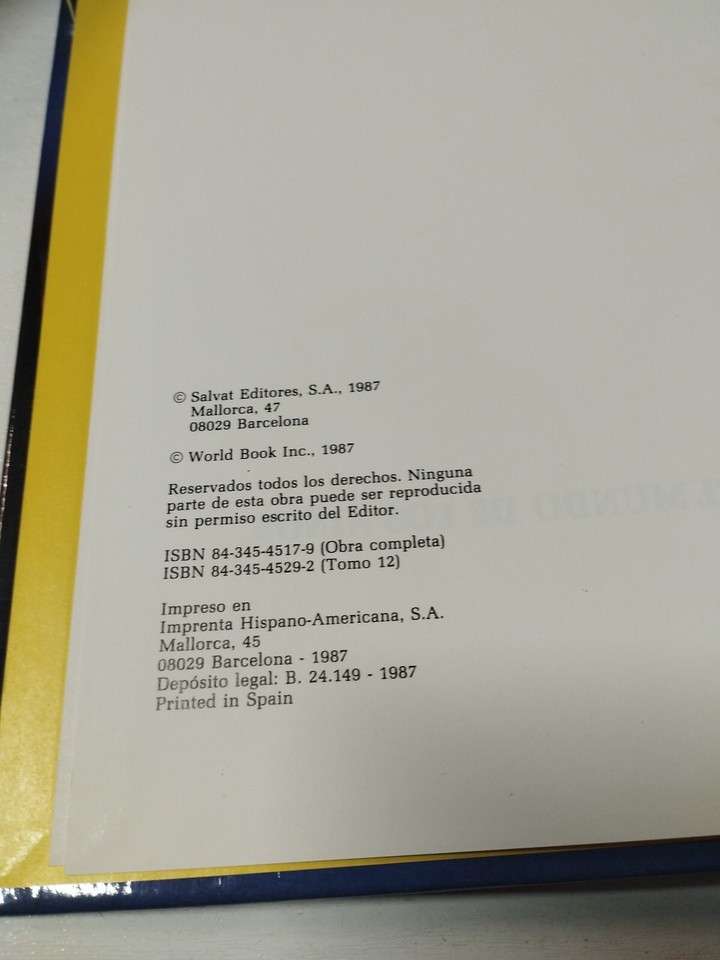 © Salvat Editores, S.A., 1987
Mallorca, 47
08029 Barcelona
© World Book Inc., 1987
Reservados todos los derechos. Ninguna
parte de esta obra puede ser reproducida
sin permiso escrito del Editor.
ISBN 84-345-4517-9 (Obra completa)
ISBN 84-345-4529-2 (Tomo 12)
Impreso en
Imprenta Hispano-Americana, S.A.
Mallorca, 45
08029 Barcelona - 1987
Depósito legal: B. 24.149 - 1987
Printed in Spain